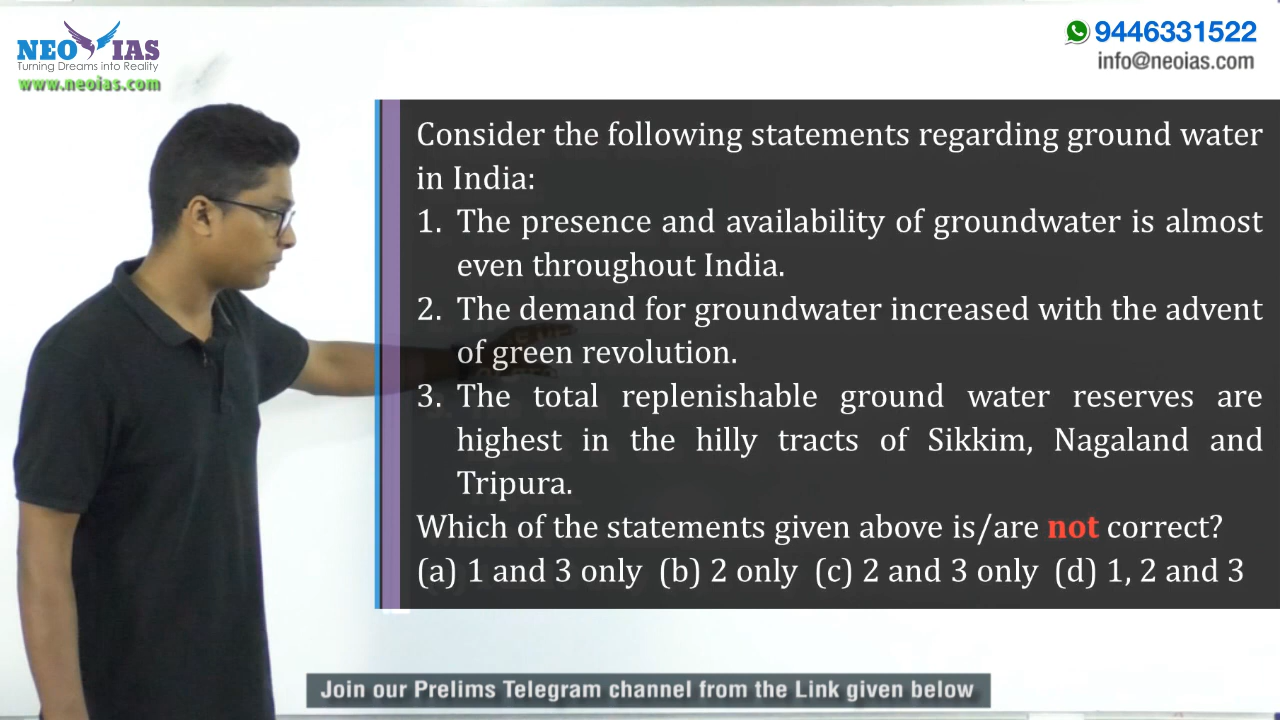 NEO IAS
Turning Dreams into Reality
www.neoias.com
9446331522
info@neoias.com
Consider the following statements regarding ground water
in India:
1. The presence and availability of groundwater is almost
even throughout India.
2. The demand for groundwater increased with the advent
of green revolution.
3. The total replenishable ground water reserves are
highest in the hilly tracts of Sikkim, Nagaland and
Tripura.
Which of the statements given above is/are not correct?
(a) 1 and 3 only (b) 2 only (c) 2 and 3 only (d) 1, 2 and 3
Join our Prelims Telegram channel from the Link given below